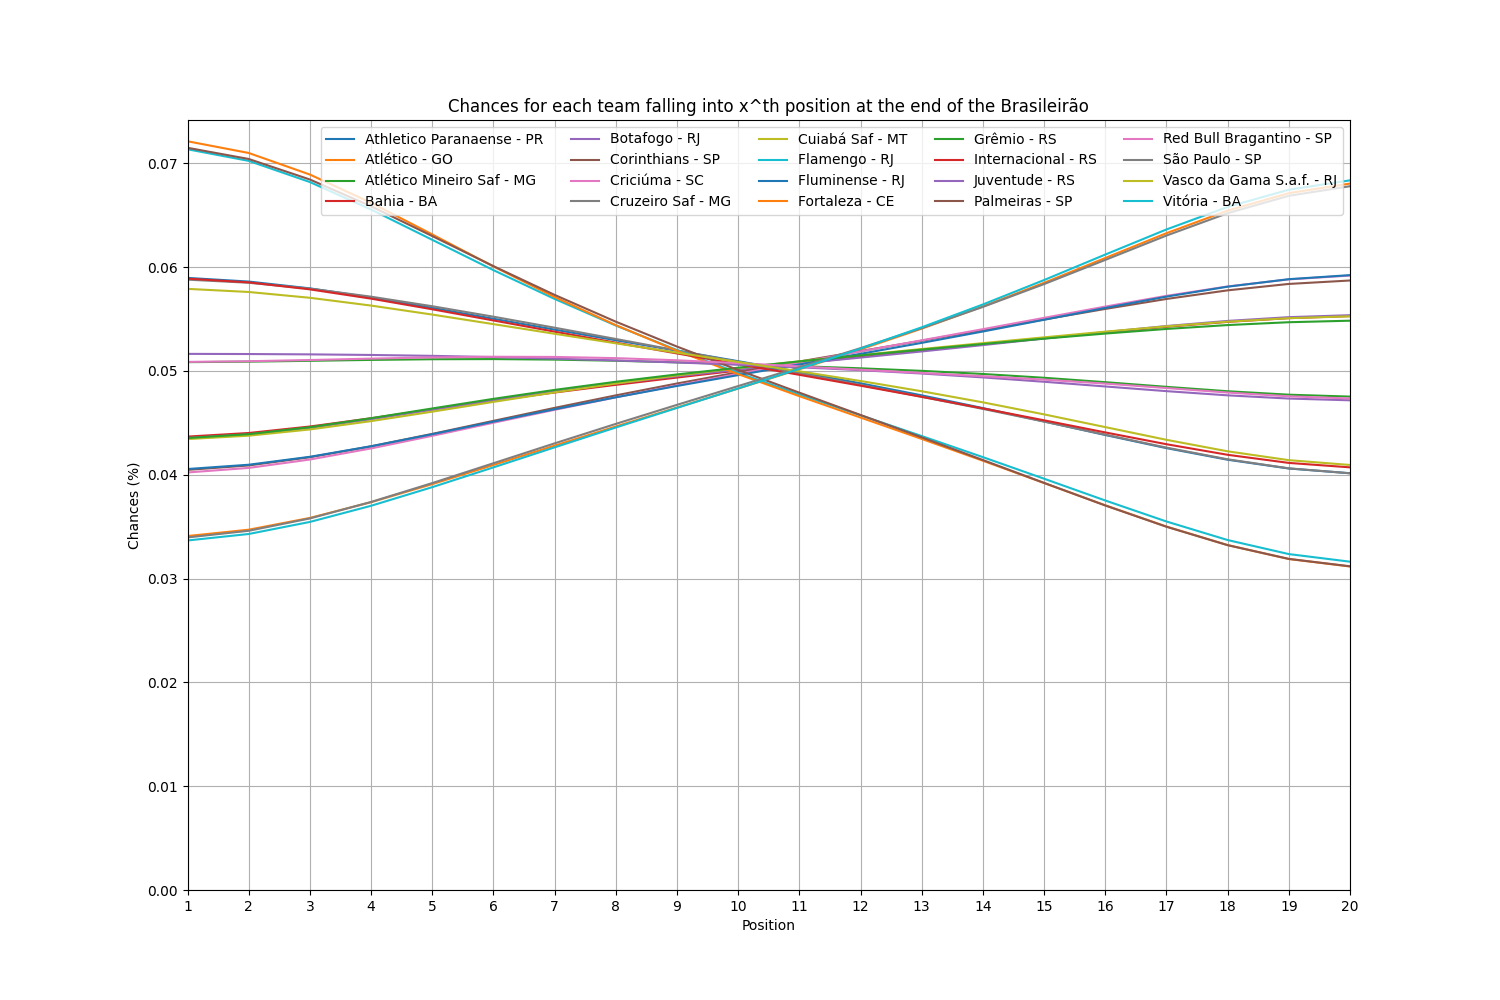 Chances for each team falling into x^th position at the end of the Brasileirão
Athletico Paranaense - PR
Atlético - GO
Atlético Mineiro Saf - MG
Bahia - BA
Botafogo - RJ
Corinthians - SP
Criciúma - SC
Cruzeiro Saf - MG
Cuiabá Saf - MT
Flamengo - RJ
Fluminense - RJ
Fortaleza - CE
Grêmio - RS
Internacional - RS
Juventude - RS
Palmeiras - SP
Red Bull Bragantino - SP
São Paulo - SP
Vasco da Gama S.a.f. - RJ
Vitória - BA
Chances (%)
0.07
0.06
0.05
0.04
0.03
0.02
0.01
0.00
1 2 3 4 5 6 7 8 9 10 11 12 13 14 15 16 17 18 19 20
Position